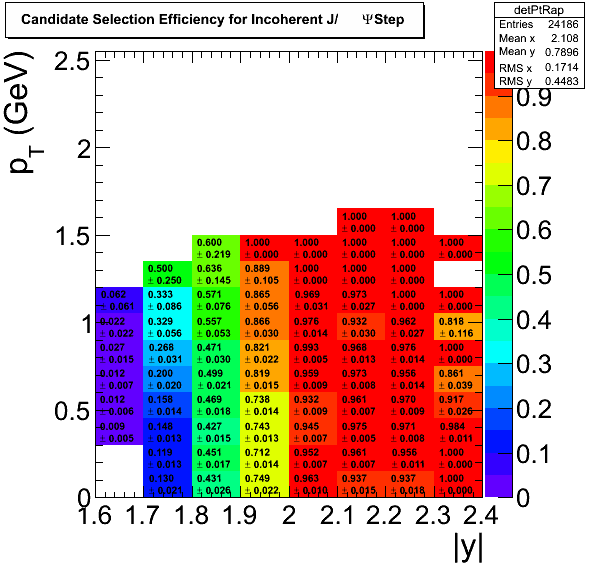 Candidate Selection Efficiency for Incoherent J/ ΨStep
detPtRap
Entries 24186
Mean x 2.108
Mean y 0.7896
RMS x 0.1714
RMS y 0.4483
p_T (GeV)
2.5
2
1.5
1
0.5
0
1.000 1.000
± 0.000 ± 0.000
0.600 1.000 1.000 1.000 1.000 1.000
± 0.219 ± 0.000 ± 0.000 ± 0.000 ± 0.000 ± 0.000
0.500 0.636 0.889 1.000 1.000 1.000
± 0.250 ± 0.145 ± 0.105 ± 0.000 ± 0.000 ± 0.000
0.062 0.333 0.571 0.865 0.969 0.973 1.000 1.000
± 0.061 ± 0.086 ± 0.076 ± 0.056 ± 0.031 ± 0.027 ± 0.000 ± 0.000
0.022 0.329 0.557 0.866 0.976 0.932 0.962 0.818
± 0.022 ± 0.056 ± 0.053 ± 0.030 ± 0.014 ± 0.030 ± 0.027 ± 0.116
0.027 0.268 0.471 0.821 0.993 0.968 0.976 1.000
± 0.015 ± 0.031 ± 0.030 ± 0.022 ± 0.005 ± 0.013 ± 0.014 ± 0.000
0.012 0.200 0.499 0.819 0.959 0.973 0.956 0.861
± 0.007 ± 0.020 ± 0.021 ± 0.015 ± 0.009 ± 0.008 ± 0.014 ± 0.039
0.012 0.158 0.469 0.738 0.932 0.961 0.970 0.917
± 0.006 ± 0.014 ± 0.018 ± 0.014 ± 0.009 ± 0.007 ± 0.009 ± 0.026
0.009 0.148 0.427 0.743 0.945 0.975 0.971 0.984
± 0.005 ± 0.013 ± 0.015 ± 0.013 ± 0.007 ± 0.005 ± 0.008 ± 0.011
0.119 0.451 0.712 0.952 0.961 0.956 1.000
± 0.013 ± 0.017 ± 0.014 ± 0.007 ± 0.007 ± 0.011 ± 0.000
0.130 0.431 0.749 0.963 0.937 0.937 1.000
± 0.021 ± 0.026 ± 0.022 ± 0.010 ± 0.015 ± 0.018 ± 0.000
1.6 1.7 1.8 1.9 2 2.1 2.2 2.3 2.4
|y|
0.9
0.8
0.7
0.6
0.5
0.4
0.3
0.2
0.1
0